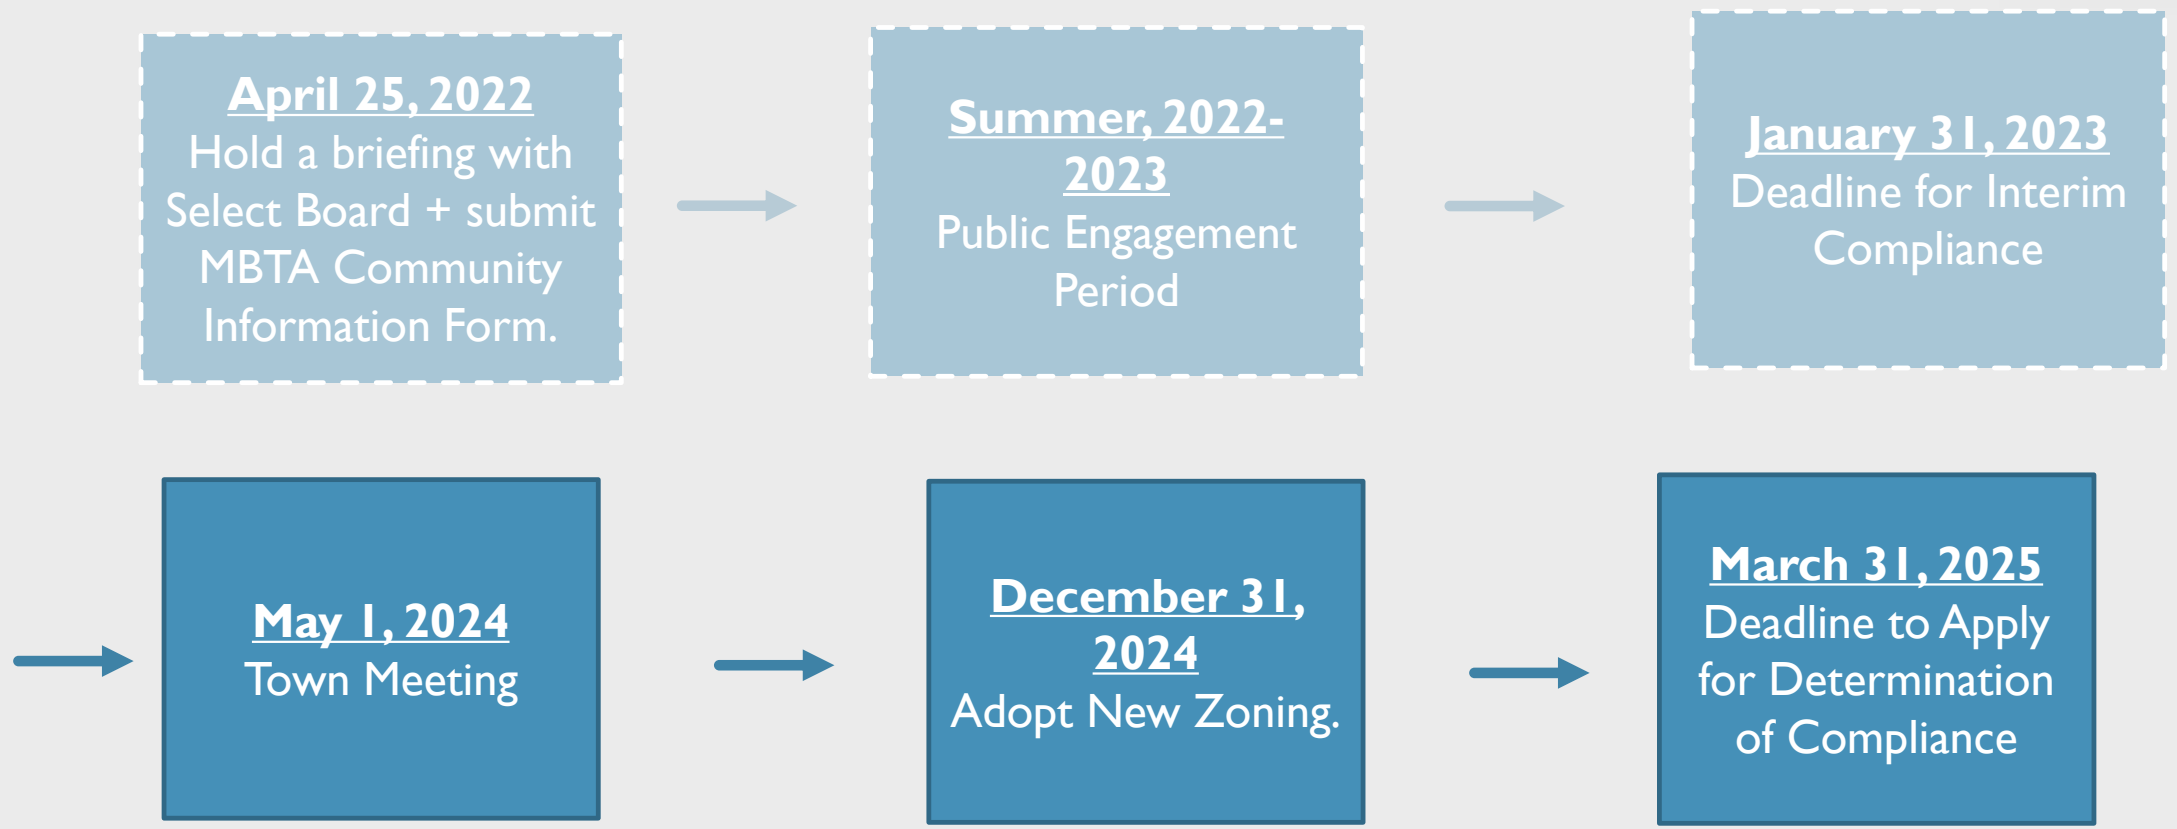 April 25, 2022
Hold a briefing with
Select Board + submit
MBTA Community
Information Form.
Summer, 2022-
2023
Public Engagement
Period
January 31, 2023
Deadline for Interim
Compliance
May 1, 2024
Town Meeting
December 31,
2024
Adopt New Zoning.
March 31, 2025
Deadline to Apply
for Determination
of Compliance